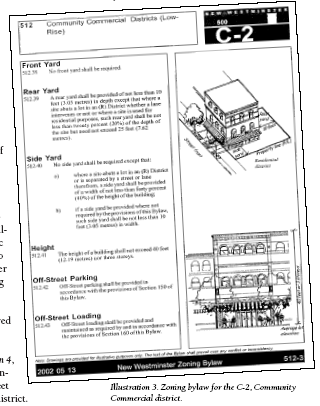 512 Community Commercial Districts (Low-
Rise)
NEW WESTMINSTER
500
C-2
Front Yard
512.38 No front yard shall be required.
Rear Yard
512.39 A rear yard shall be provided of not less than 10
feet (3.05 metres) in depth except that where a
site abuts a lot in an (R) District whether a lane
intervenes or not or where a site is used for
residential purposes, such rear yard shall be not
less than twenty percent (20%) of the depth of
the site but need not exceed 25 feet (7.62
metres).
Side Yard
512.40 No side yard shall be required except that:
i) where a site abuts a lot in an (R) District
or is separated by a street or lane
therefrom, a side yard shall be provided
of a width of not less than forty percent
(40%) of the height of the building;
ii) if a side yard be provided where not
required by the provisions of this Bylaw,
such side yard shall be not less than 10
feet (3.05 metres) in width.
Height
512.41 The height of a building shall not exceed 40 feet
(12.19 metres) nor three storeys.
Off-Street Parking
512.42 Off-Street parking shall be provided in
accordance with the provisions of Section 150 of
this Bylaw.
Off-Street Loading
512.43 Off-Street loading shall be provided and
maintained as required by and in accordance with
the provisions of Section 160 of this Bylaw.
Residential
District
Note: Drawings are provided for illustrative purposes only. The text of the Bylaw shall prevail over any conflict or inconsistency.
2002 05 13 New Westminster Zoning Bylaw 512-3
Illustration 3. Zoning bylaw for the C-2, Community
Commercial district.